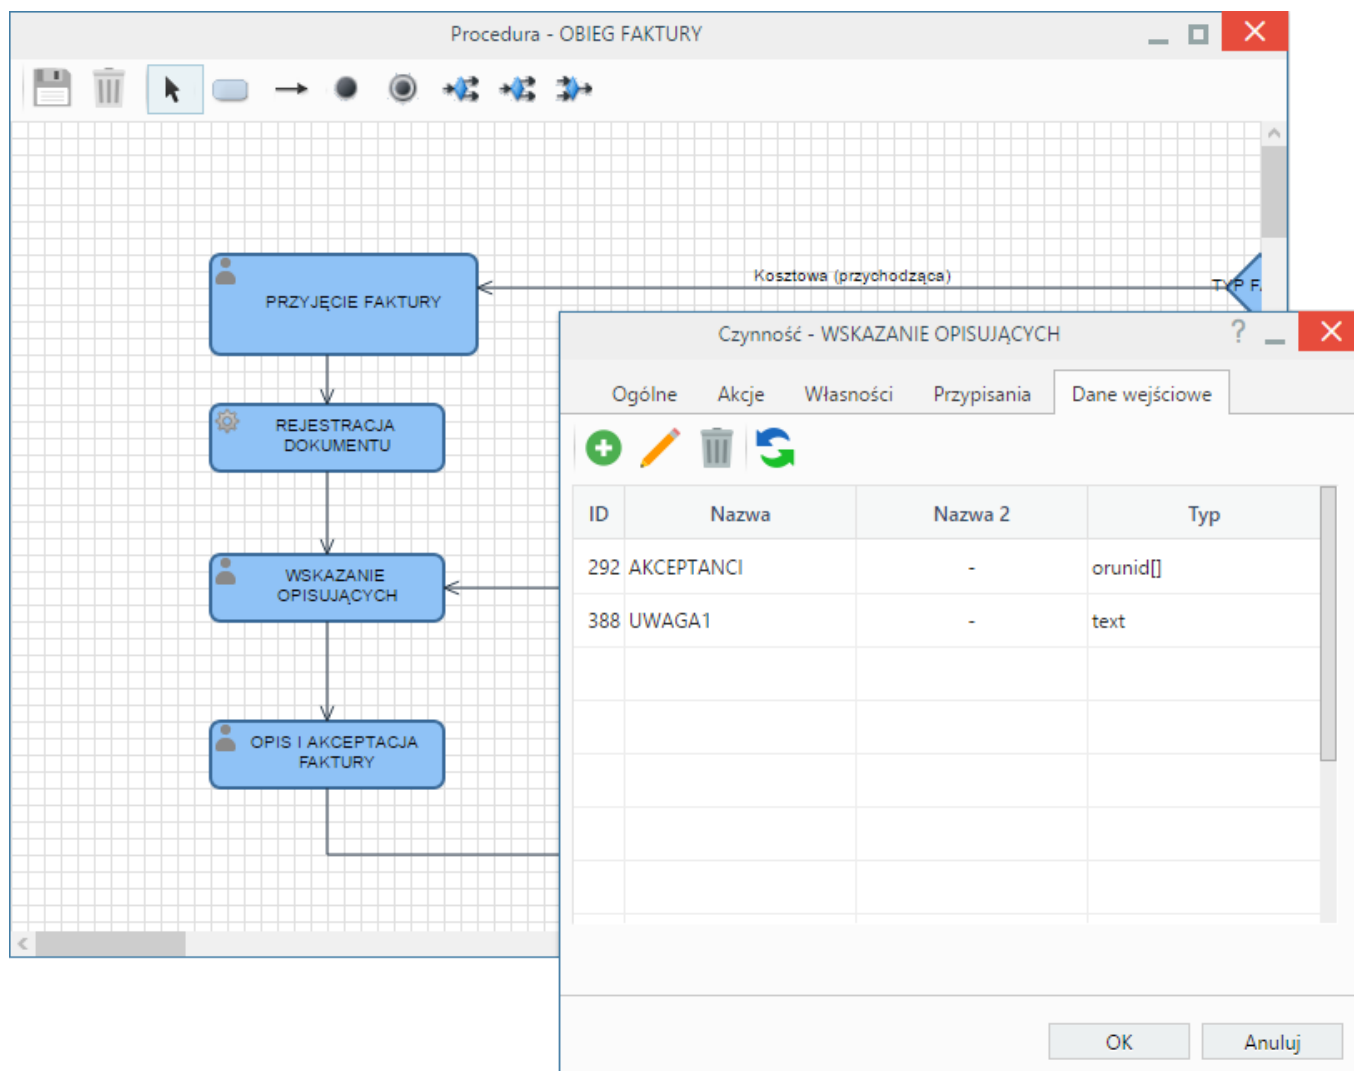 Procedura - OBIEG FAKTURY
Kosztowa (przychodząca)
TYP F
PRZYJĘCIE FAKTURY
REJESTRACJA
DOKUMENTU
WSKAZANIE
OPISUJĄCYCH
OPIS I AKCEPTACJA
FAKTURY
Czynność - WSKAZANIE OPISUJĄCYCH
?
Ogólne Akcje Własności Przypisania Dane wejściowe
ID Nazwa Nazwa 2 Typ
292 AKCEPTANCI - orunid[]
388 UWAGA1 - text
OK Anuluj